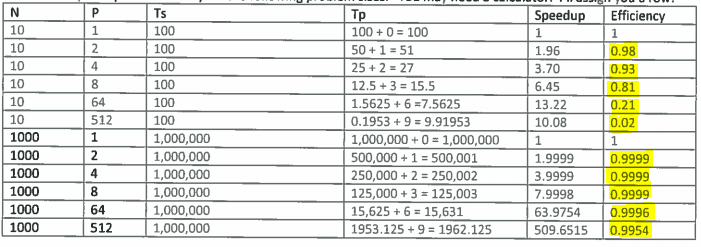 N P Ts Tp Speedup Efficiency
10 1 100 100 + 0 = 100 1 1
10 2 100 50 + 1 = 51 1.96 0.98
10 4 100 25 + 2 = 27 3.70 0.93
10 8 100 12.5 + 3 = 15.5 6.45 0.81
10 64 100 1.5625 + 6 =7.5625 13.22 0.21
10 512 100 0.1953 + 9 = 9.91953 10.08 0.02
1000 1 1,000,000 1,000,000 + 0 = 1,000,000 1 1
1000 2 1,000,000 500,000 + 1 = 500,001 1.9999 0.9999
1000 4 1,000,000 250,000 + 2 = 250,002 3.9999 0.9999
1000 8 1,000,000 125,000 + 3 = 125,003 7.9998 0.9999
1000 64 1,000,000 15,625 + 6 = 15,631 63.9754 0.9996
1000 512 1,000,000 1953.125 + 9 = 1962.125 509.6515 0.9954